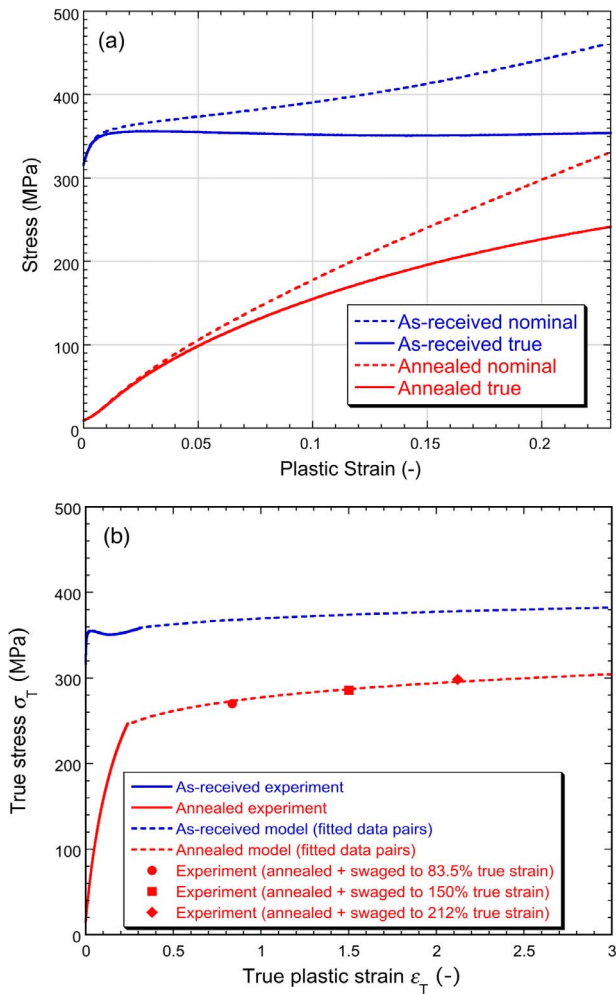 (a)
500
400
300
200
100
0
Stress (MPa)
As-received nominal
As-received true
Annealed nominal
Annealed true
0 0.05 0.1 0.15 0.2
Plastic Strain (-)
(b)
500
400
300
200
100
0
True stress σT (MPa)
As-received experiment
Annealed experiment
As-received model (fitted data pairs)
Annealed model (fitted data pairs)
Experiment (annealed + swaged to 83.5% true strain)
Experiment (annealed + swaged to 150% true strain)
Experiment (annealed + swaged to 212% true strain)
0 0.5 1 1.5 2 2.5 3
True plastic strain εT (-)